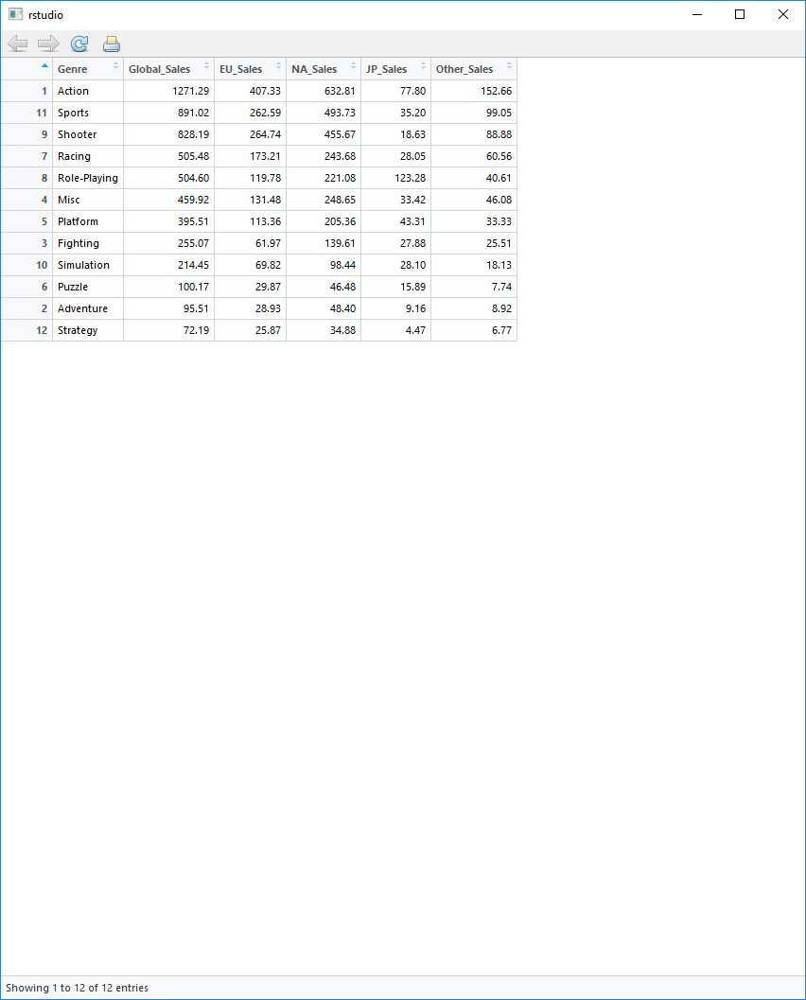 rstudio
Genre Global_Sales EU_Sales NA_Sales JP_Sales Other_Sales
1 Action 1271.29 407.33 632.81 77.80 152.66
11 Sports 891.02 262.59 493.73 35.20 99.05
9 Shooter 828.19 264.74 455.67 18.63 88.88
7 Racing 505.48 173.21 243.68 28.05 60.56
8 Role-Playing 504.60 119.78 221.08 123.28 40.61
4 Misc 459.92 131.48 248.65 33.42 46.08
5 Platform 395.51 113.36 205.36 43.31 33.33
3 Fighting 255.07 61.97 139.61 27.88 25.51
10 Simulation 214.45 69.82 98.44 28.10 18.13
6 Puzzle 100.17 29.87 46.48 15.89 7.74
2 Adventure 95.51 28.93 48.40 9.16 8.92
12 Strategy 72.19 25.87 34.88 4.47 6.77
Showing 1 to 12 of 12 entries